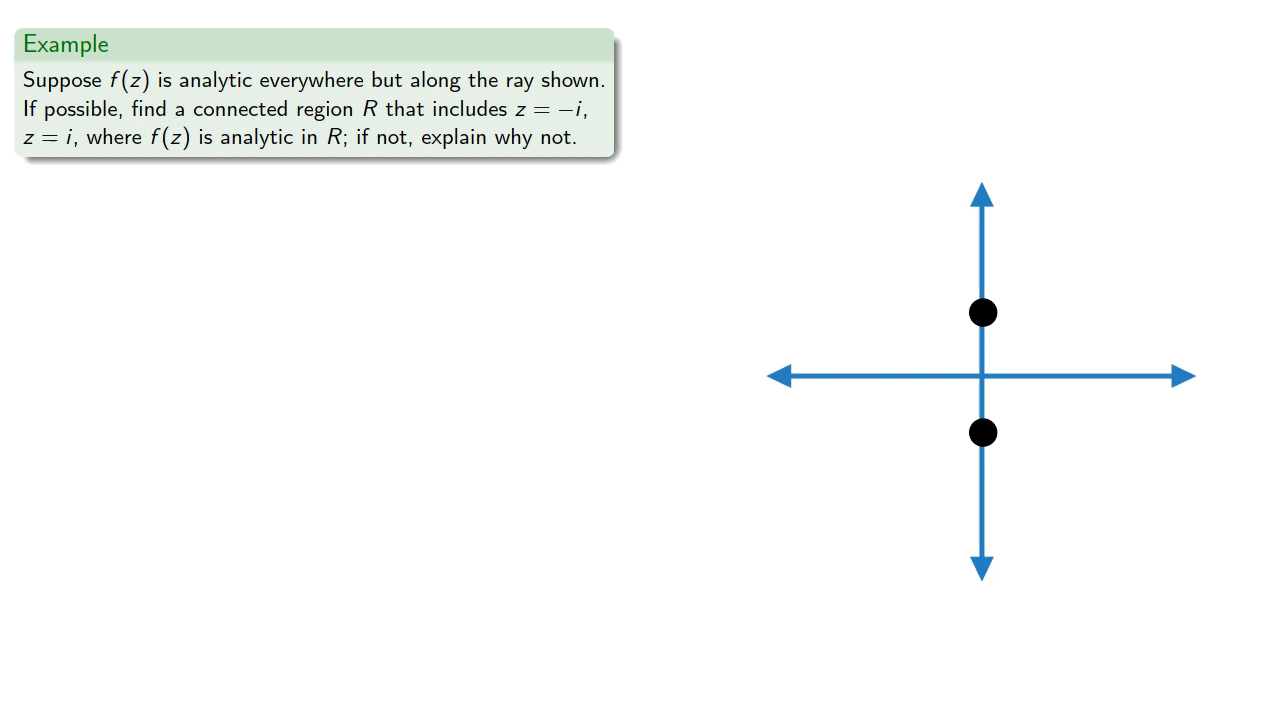 Example
Suppose f(z) is analytic everywhere but along the ray shown.
If possible, find a connected region R that includes z = −i,
z = i, where f(z) is analytic in R; if not, explain why not.